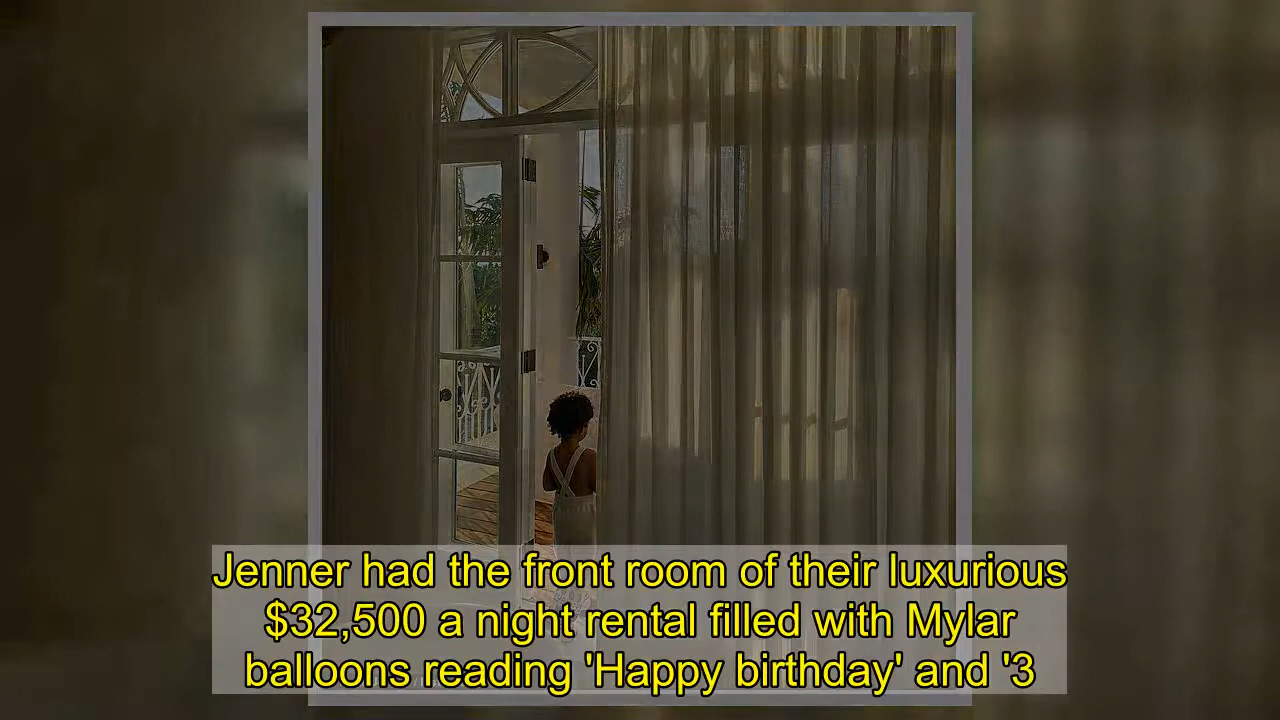 Jenner had the front room of their luxurious
$32,500 a night rental filled with Mylar
balloons reading 'Happy birthday' and '3